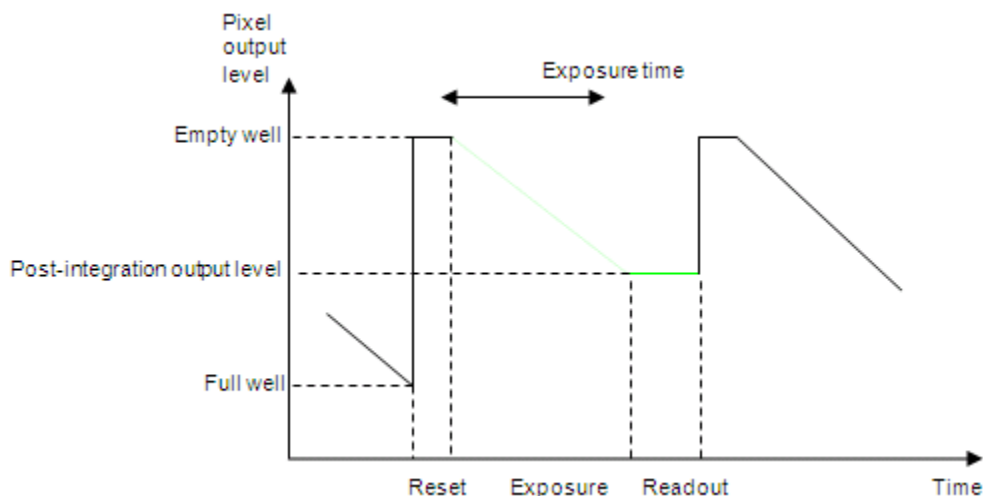 Pixel
output
level
Exposure time
Empty well
Post-integration output level
Full well
Reset Exposure Readout Time